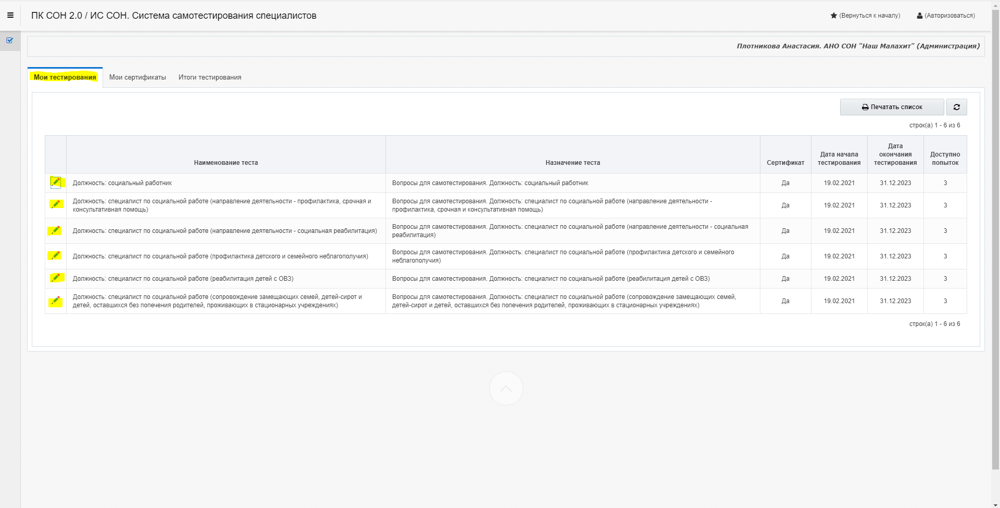 ПК СОН 2.0 / ИС СОН. Система самотестирования специалистов
(Вернуться к началу) (Авторизоваться)
Плотникова Анастасия. АНО СОН "Наш Малахит" (Администрация)
Мои тестирования Мои сертификаты Итоги тестирования
Печатать список
строк(а) 1 - 6 из 6
Наименование теста Назначение теста Сертификат Дата начала тестирования Дата окончания тестирования Доступно попыток
Должность: социальный работник Вопросы для самотестирования. Должность: социальный работник Да 19.02.2021 31.12.2023 3
Должность: специалист по социальной работе (направление деятельности - профилактика, срочная и
консультативная помощь)
Вопросы для самотестирования. Должность: специалист по социальной работе (направление деятельности -
профилактика, срочная и консультативная помощь)
Да 19.02.2021 31.12.2023 3
Должность: специалист по социальной работе (направление деятельности - социальная реабилитация)
Вопросы для самотестирования. Должность: специалист по социальной работе (направление деятельности - социальная
реабилитация)
Да 19.02.2021 31.12.2023 3
Должность: специалист по социальной работе (профилактика детского и семейного неблагополучия)
Вопросы для самотестирования. Должность: специалист по социальной работе (профилактика детского и семейного
неблагополучия)
Да 19.02.2021 31.12.2023 3
Должность: специалист по социальной работе (реабилитация детей с ОВЗ)
Вопросы для самотестирования. Должность: специалист по социальной работе (реабилитация детей с ОВЗ)
Да 19.02.2021 31.12.2023 3
Должность: специалист по социальной работе (сопровождение замещающих семей, детей-сирот и
детей, оставшихся без попечения родителей, проживающих в стационарных учреждениях)
Вопросы для самотестирования. Должность: специалист по социальной работе (сопровождение замещающих семей,
детей-сирот и детей, оставшихся без попечения родителей, проживающих в стационарных учреждениях)
Да 19.02.2021 31.12.2023 3
строк(а) 1 - 6 из 6